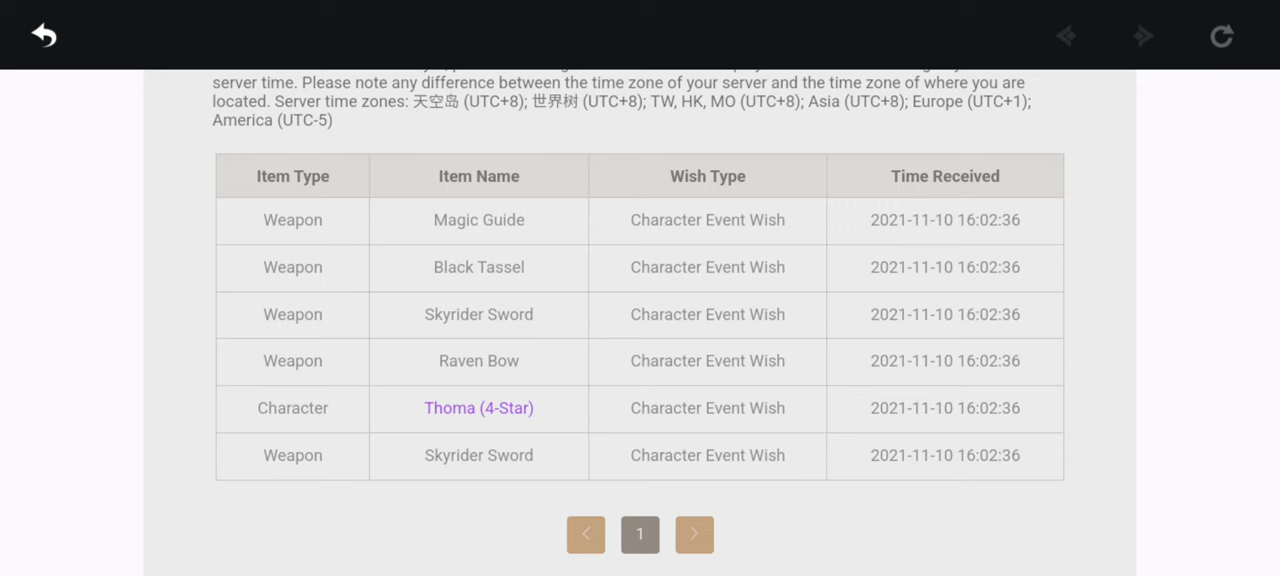 server time. Please note any difference between the time zone of your server and the time zone of where you are
located. Server time zones: 天空岛 (UTC+8); 世界树 (UTC+8); TW, HK, MO (UTC+8); Asia (UTC+8); Europe (UTC+1);
America (UTC-5)
Item Type Item Name Wish Type Time Received
Weapon Magic Guide Character Event Wish 2021-11-10 16:02:36
Weapon Black Tassel Character Event Wish 2021-11-10 16:02:36
Weapon Skyrider Sword Character Event Wish 2021-11-10 16:02:36
Weapon Raven Bow Character Event Wish 2021-11-10 16:02:36
Character Thoma (4-Star) Character Event Wish 2021-11-10 16:02:36
Weapon Skyrider Sword Character Event Wish 2021-11-10 16:02:36
1